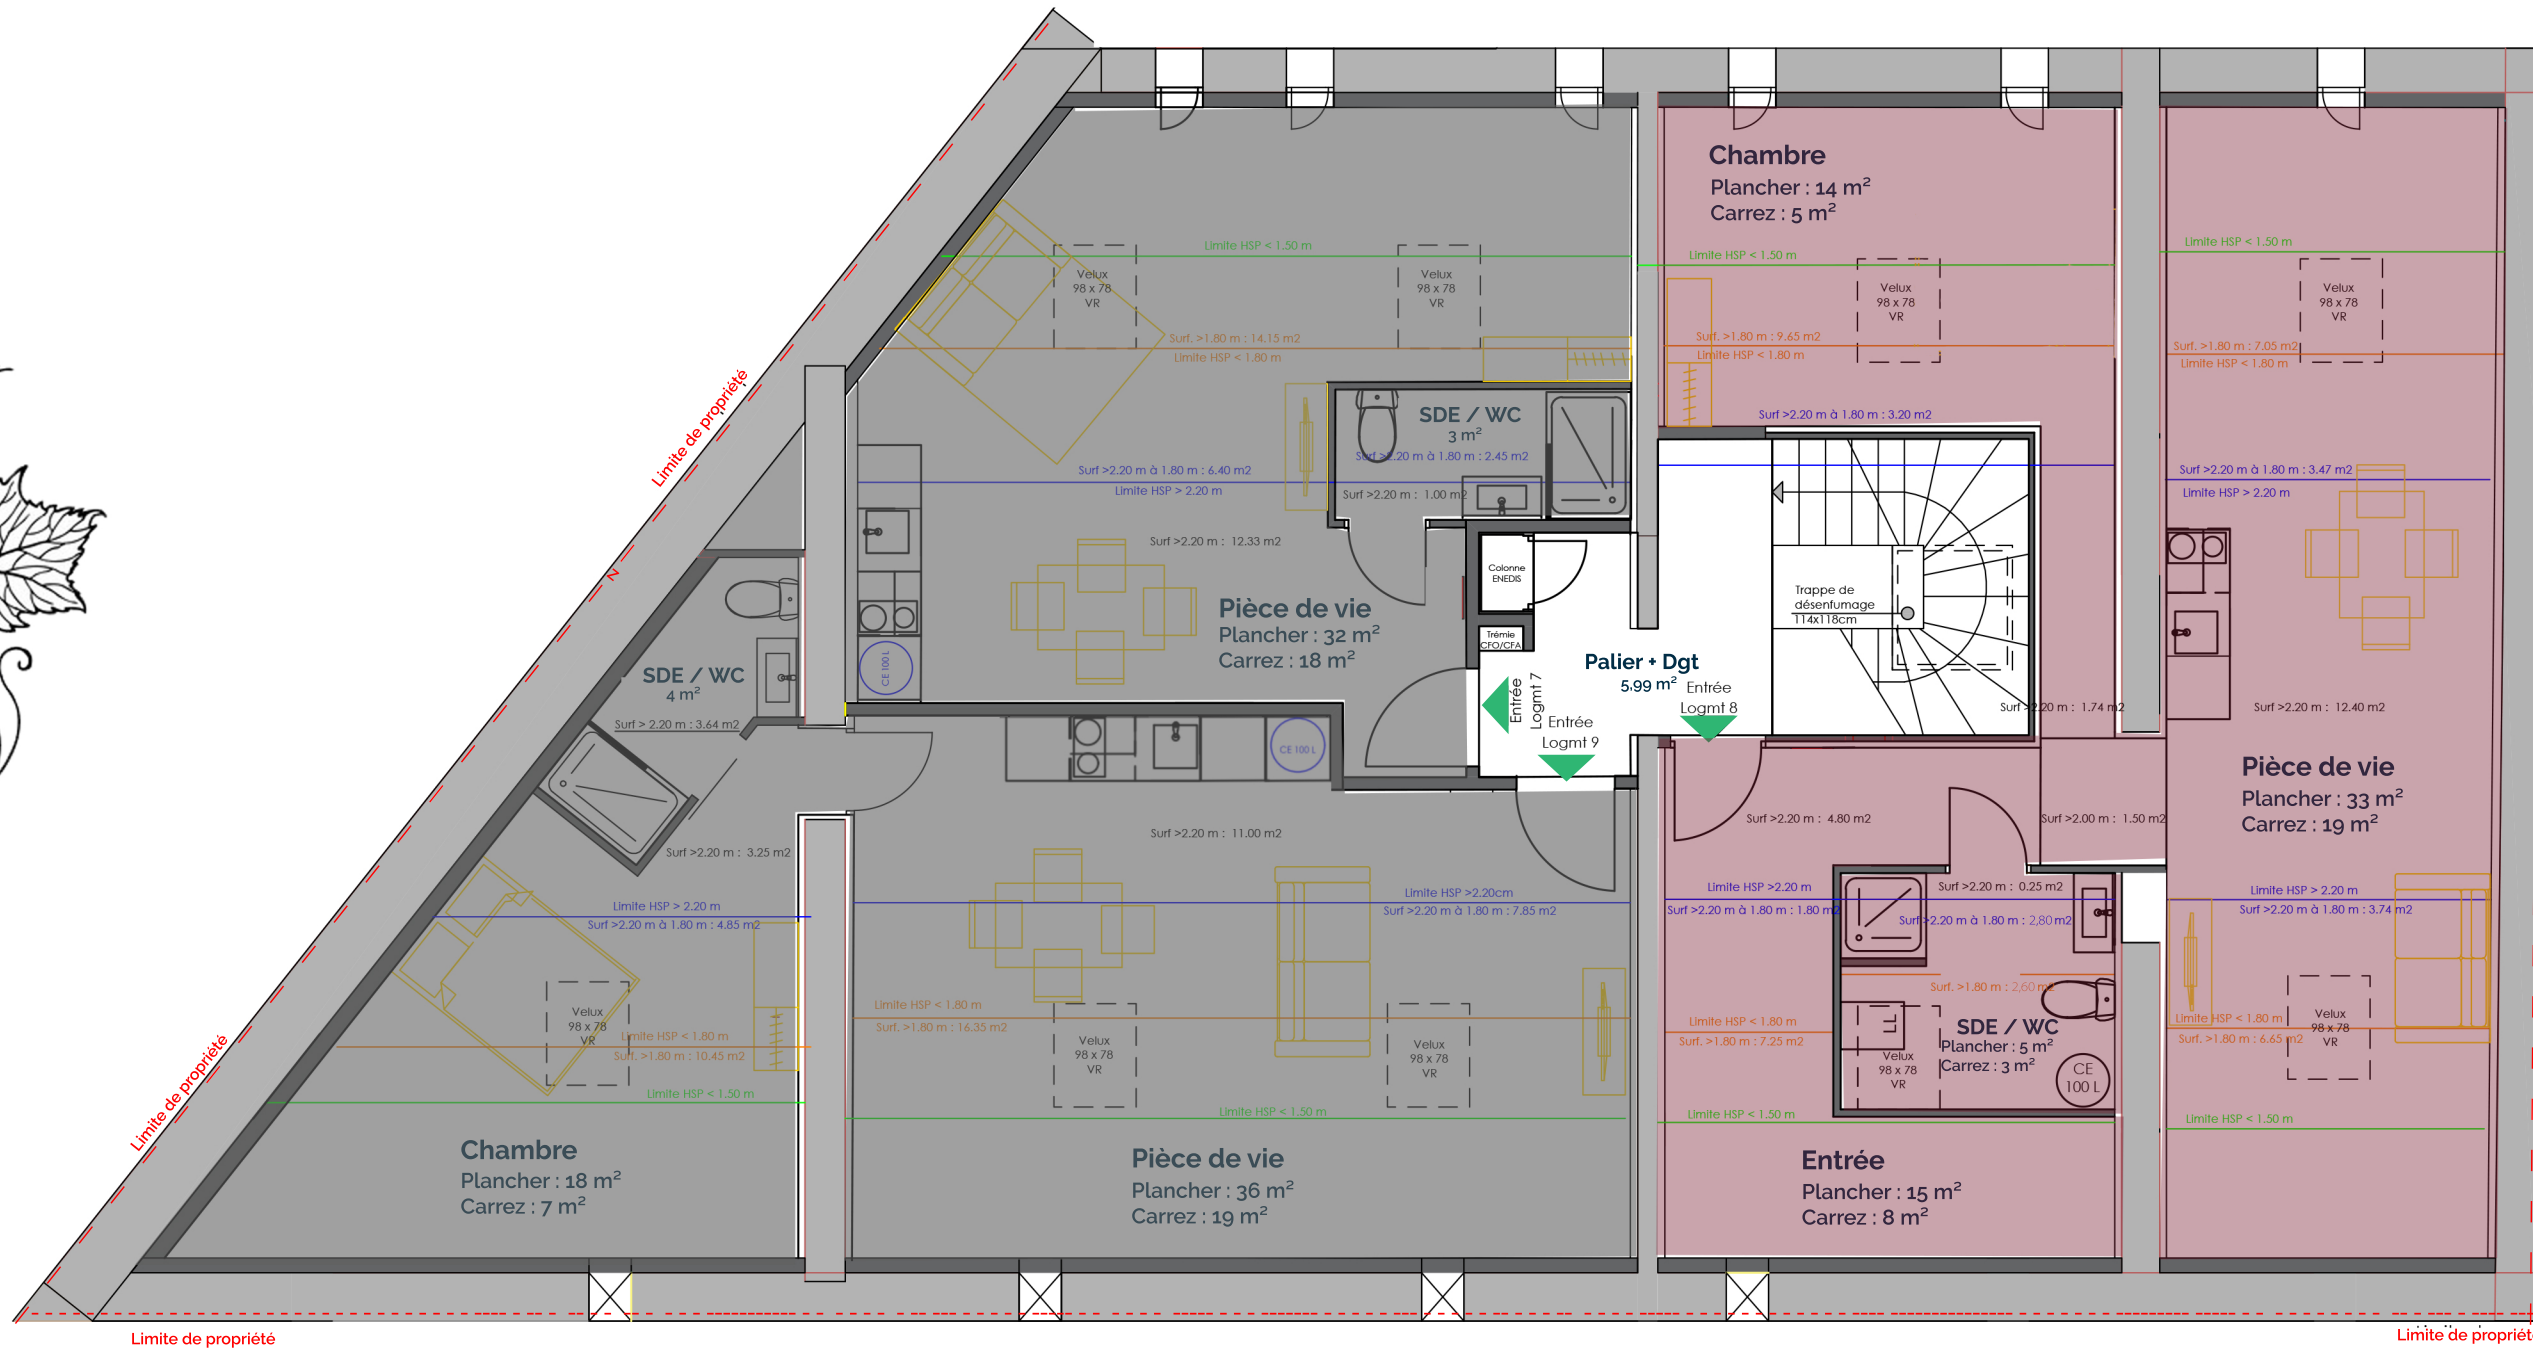 Chambre
Plancher : 14 m²
Carrez : 5 m²
Limite HSP < 1.50 m
Limite HSP < 1.50 m
Limite HSP < 1.50 m
Velux
98 x 78
VR
Velux
98 x 78
VR
Velux
98 x 78
VR
Velux
98 x 78
VR
Surf. >1.80 m : 14.15 m2
Limite HSP < 1.80 m
Surf. >1.80 m : 9.65 m2
Limite HSP < 1.80 m
Surf. >1.80 m : 7.05 m2
Limite HSP < 1.80 m
Limite de propriété
SDE / WC
3 m²
Surf >2.20 m à 1.80 m : 2.45 m2
Surf >2.20 m : 1.00 m2
Surf >2.20 m à 1.80 m : 3.20 m2
Surf >2.20 m à 1.80 m : 6.40 m2
Limite HSP > 2.20 m
Surf >2.20 m à 1.80 m : 3.47 m2
Limite HSP > 2.20 m
Surf >2.20 m : 12.33 m2
Colonne
ENEDIS
Trémie
CFO/CFA
Trappe de
désenfumage
114x118cm
N
Pièce de vie
Plancher : 32 m²
Carrez : 18 m²
CE 100 L
Palier + Dgt
5,99 m²
Entrée
Logmt 7
Entrée
Logmt 8
Entrée
Logmt 9
SDE / WC
4 m²
Surf > 2.20 m : 3.64 m2
Surf >2.20 m : 1.74 m2
Surf >2.20 m : 12.40 m2
CE 100 L
Pièce de vie
Plancher : 33 m²
Carrez : 19 m²
Surf >2.20 m : 3.25 m2
Surf >2.20 m : 11.00 m2
Surf >2.20 m : 4.80 m2
Surf >2.00 m : 1.50 m2
Limite HSP > 2.20 m
Surf >2.20 m à 1.80 m : 4.85 m2
Limite HSP >2.20cm
Surf >2.20 m à 1.80 m : 7.85 m2
Limite HSP >2.20 m
Surf >2.20 m à 1.80 m : 1.80 m2
Surf >2.20 m : 0.25 m2
Surf >2.20 m à 1.80 m : 2,80 m2
Limite HSP > 2.20 m
Surf >2.20 m à 1.80 m : 3.74 m2
Surf. >1.80 m : 2,60 m2
Velux
98 x 78
VR
Limite HSP < 1.80 m
Surf. >1.80 m : 10.45 m2
Limite HSP < 1.80 m
Surf. >1.80 m : 16.35 m2
Velux
98 x 78
VR
Velux
98 x 78
VR
Limite HSP < 1.80 m
Surf. >1.80 m : 7.25 m2
LL
SDE / WC
Plancher : 5 m²
Carrez : 3 m²
Velux
98 x 78
VR
CE
100 L
Limite HSP < 1.80 m
Surf. >1.80 m : 6.65 m2
Velux
98 x 78
VR
Limite de propriété
Limite HSP < 1.50 m
Limite HSP < 1.50 m
Limite HSP < 1.50 m
Limite HSP < 1.50 m
Chambre
Plancher : 18 m²
Carrez : 7 m²
Pièce de vie
Plancher : 36 m²
Carrez : 19 m²
Entrée
Plancher : 15 m²
Carrez : 8 m²
Limite de propriété
Limite de propriét